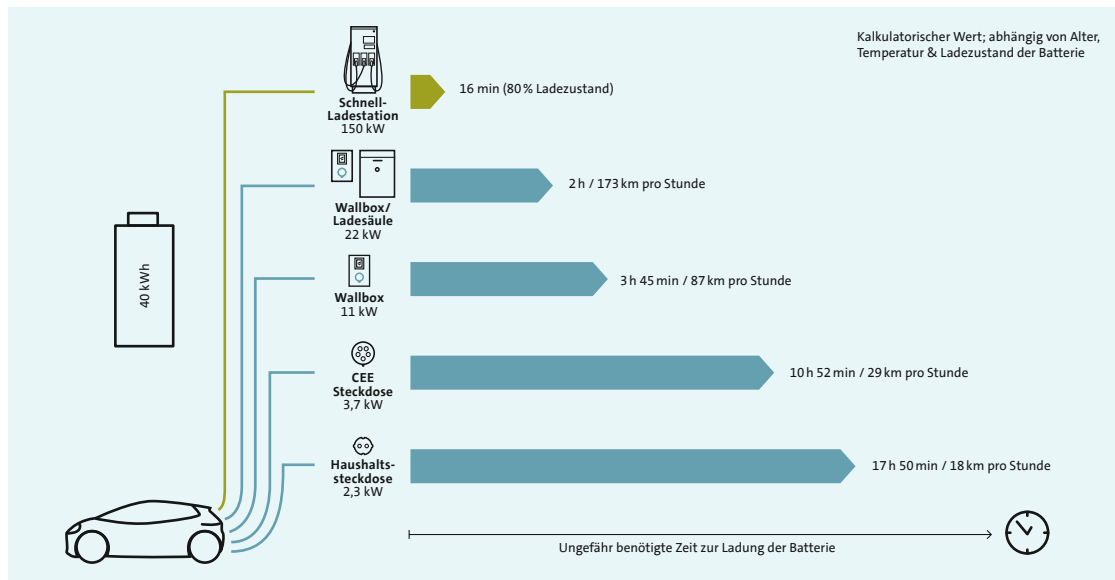 Kalkulatorischer Wert; abhängig von Alter,
Temperatur & Ladezustand der Batterie
Schnell-
Ladestation
150 kW
16 min (80 % Ladezustand)
Wallbox/
Ladesäule
22 kW
2 h / 173 km pro Stunde
40 kWh
Wallbox
11 kW
3 h 45 min / 87 km pro Stunde
CEE
Steckdose
3,7 kW
10 h 52 min / 29 km pro Stunde
Haushalts-
steckdose
2,3 kW
17 h 50 min / 18 km pro Stunde
Ungefähr benötigte Zeit zur Ladung der Batterie